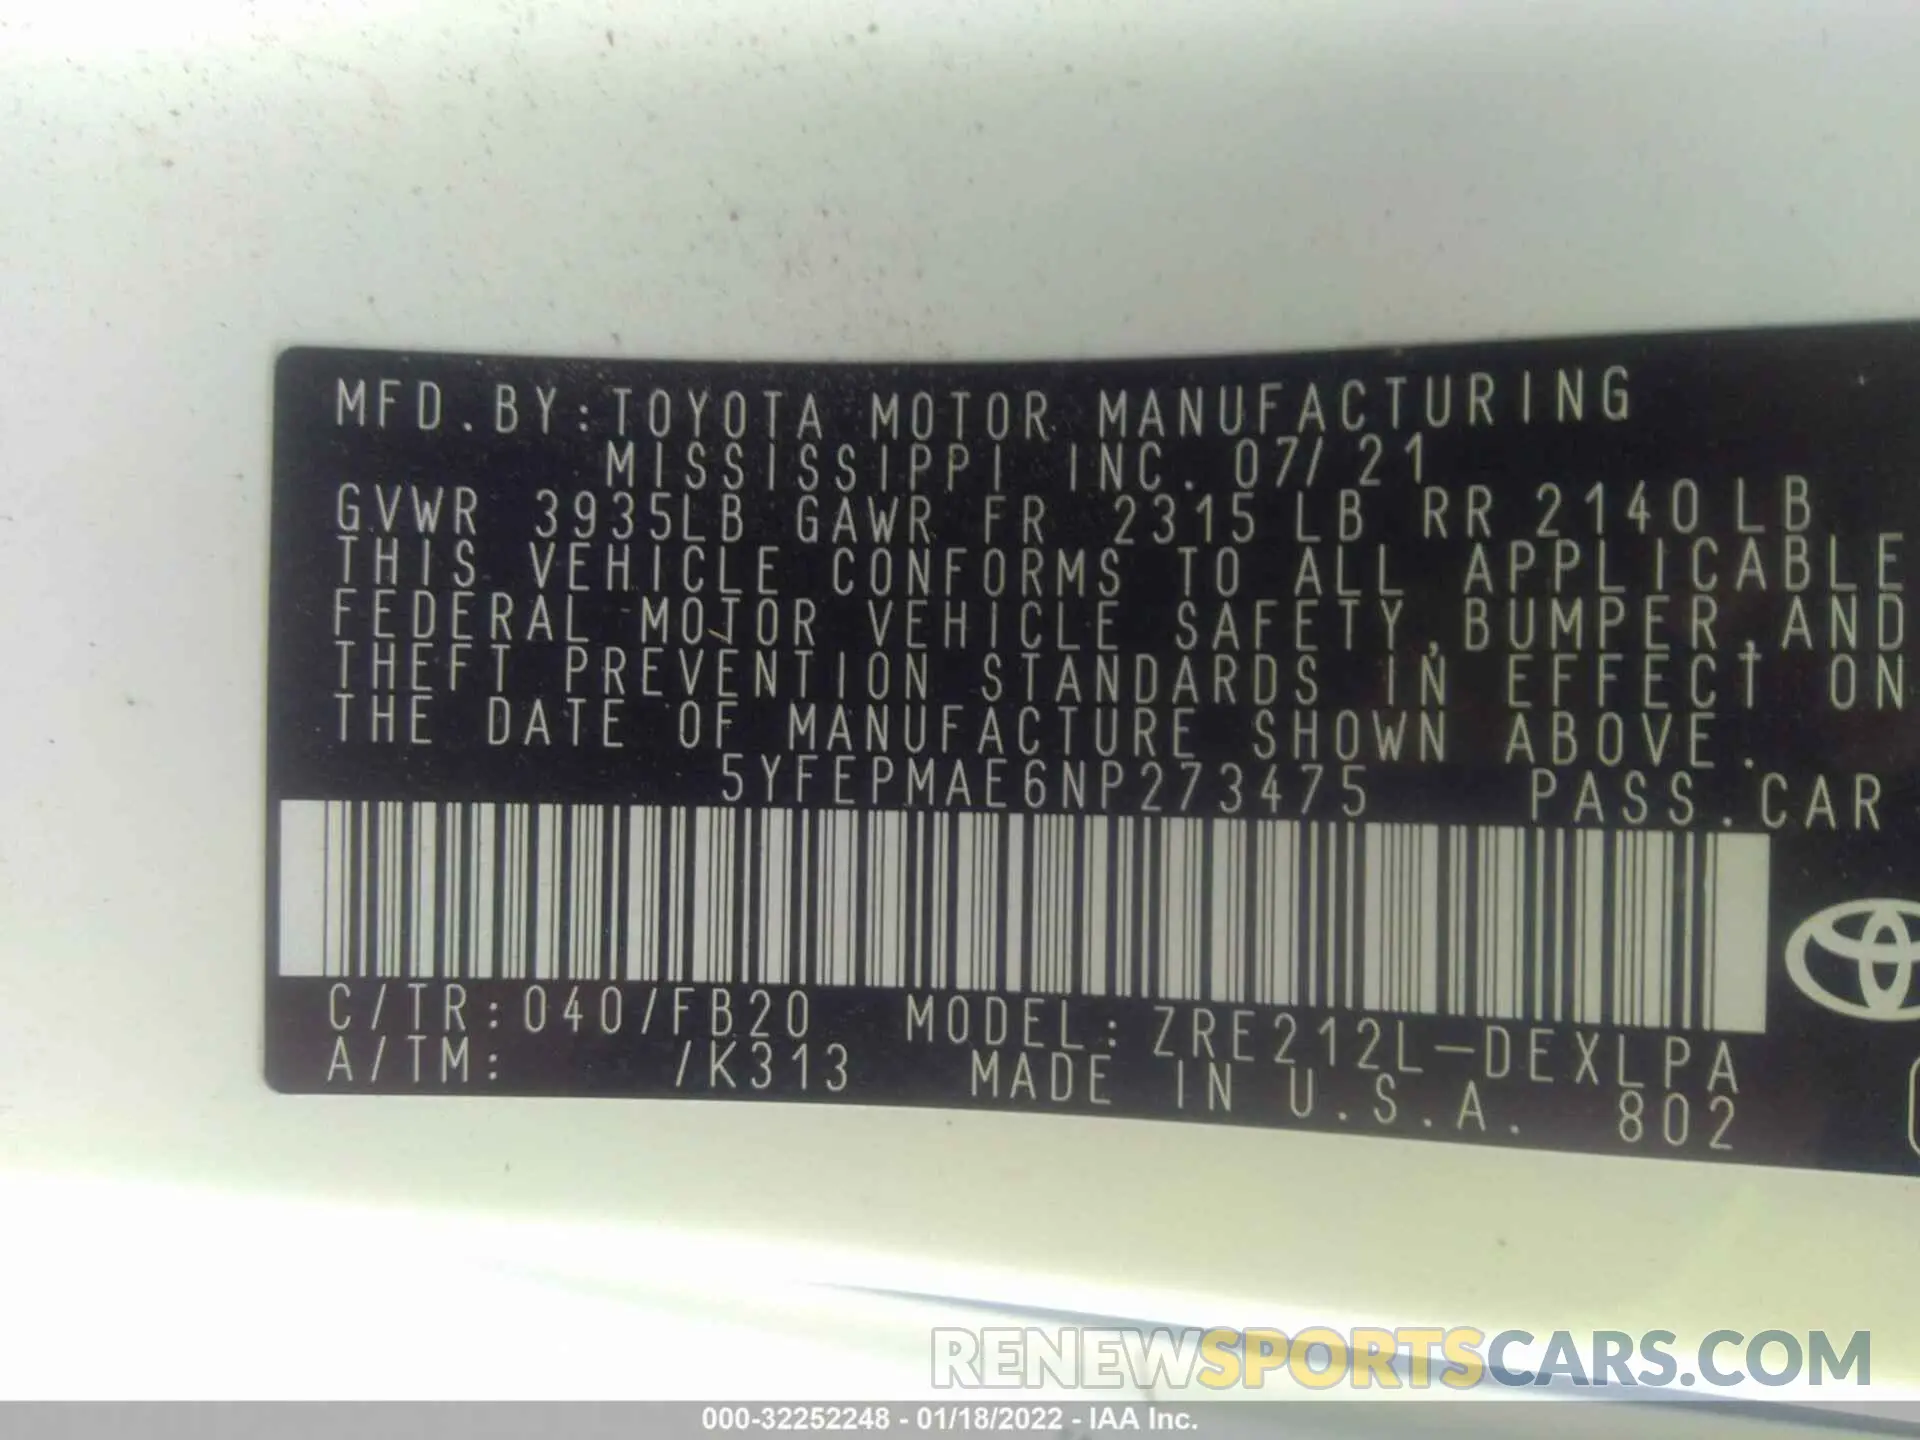 MFD.BY:TOYOTA MOTOR MANUFACTURING
MISSISSIPPI INC. 07/21
GVWR 3935LB GAWR FR 2315LB RR 2140LB
THIS VEHICLE CONFORMS TO ALL APPLICABLE
FEDERAL MOTOR VEHICLE SAFETY,BUMPER,AND
THEFT PREVENTION STANDARDS IN EFFECT ON
THE DATE OF MANUFACTURE SHOWN ABOVE.
5YFEPMAE6NP273475 PASS.CAR
C/TR:040/FB20 MODEL:ZRE212L-DEXLPA
A/TM: /K313 MADE IN U.S.A. 802
RENEWSPORTSCARS.COM
000-32252248 - 01/18/2022 - IAA Inc.